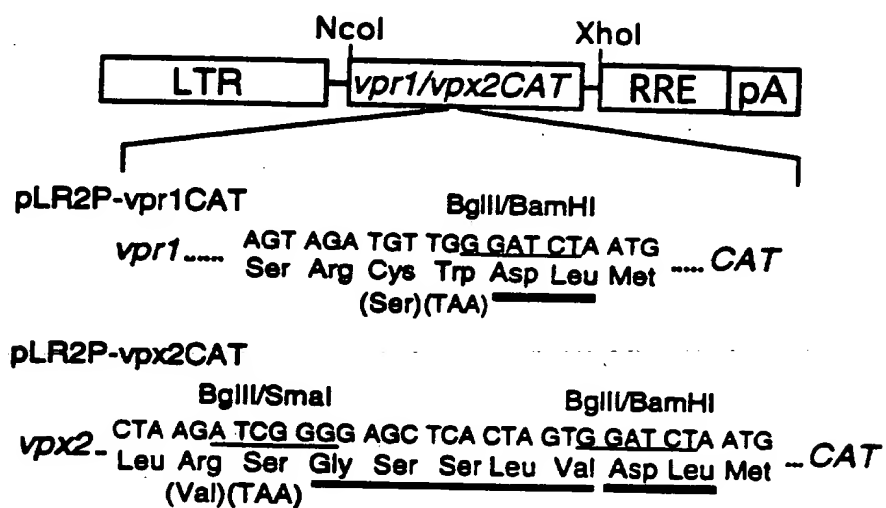 NcoI XhoI
LTR vpr1/vpx2CAT RRE pA
pLR2P-vpr1CAT
BglII/BamHI
vpr1 ...... AGT AGA TGT TGG GAT CTA ATG ..... CAT
Ser Arg Cys Trp Asp Leu Met
(Ser)(TAA)
pLR2P-vpx2CAT
BglII/SmaI BglII/BamHI
vpx2 - CTA AGA TCG GGG AGC TCA CTA GTG GAT CTA ATG ... CAT
Leu Arg Ser Gly Ser Ser Leu Val Asp Leu Met
(Val)(TAA)